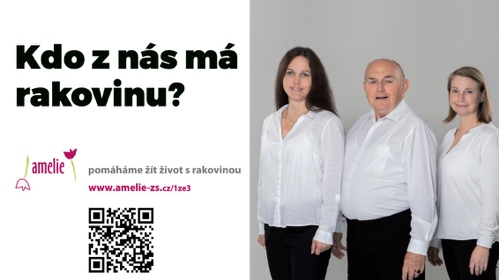 Kdo z nás má
rakovinu?
amelie
pomáháme žít život s rakovinou
www.amelie-zs.cz/1ze3